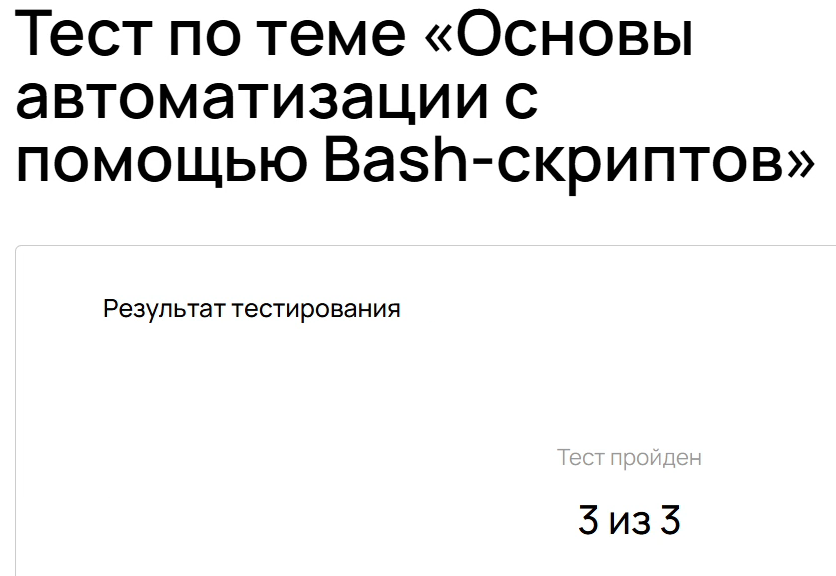 Тест по теме «Основы
автоматизации с
помощью Bash-скриптов»
Результат тестирования
Тест пройден
3 из 3